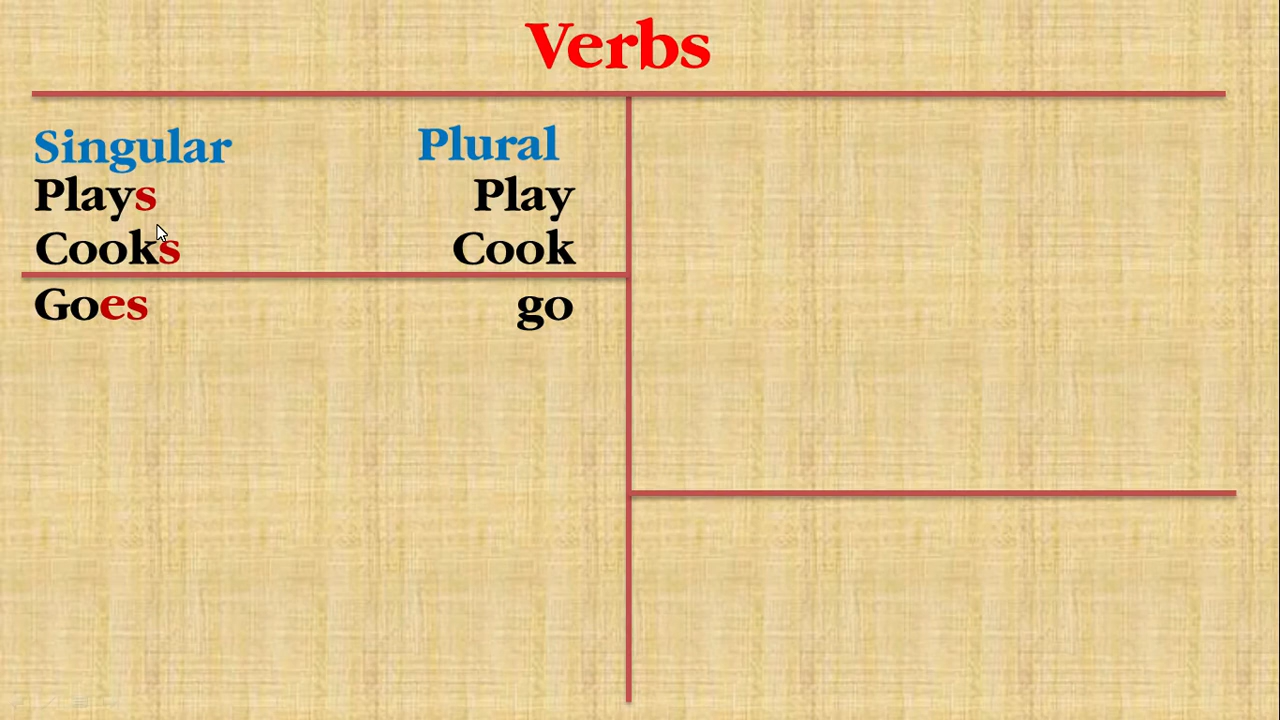 Verbs
Singular Plural
Plays Play
Cooks Cook
Goes go